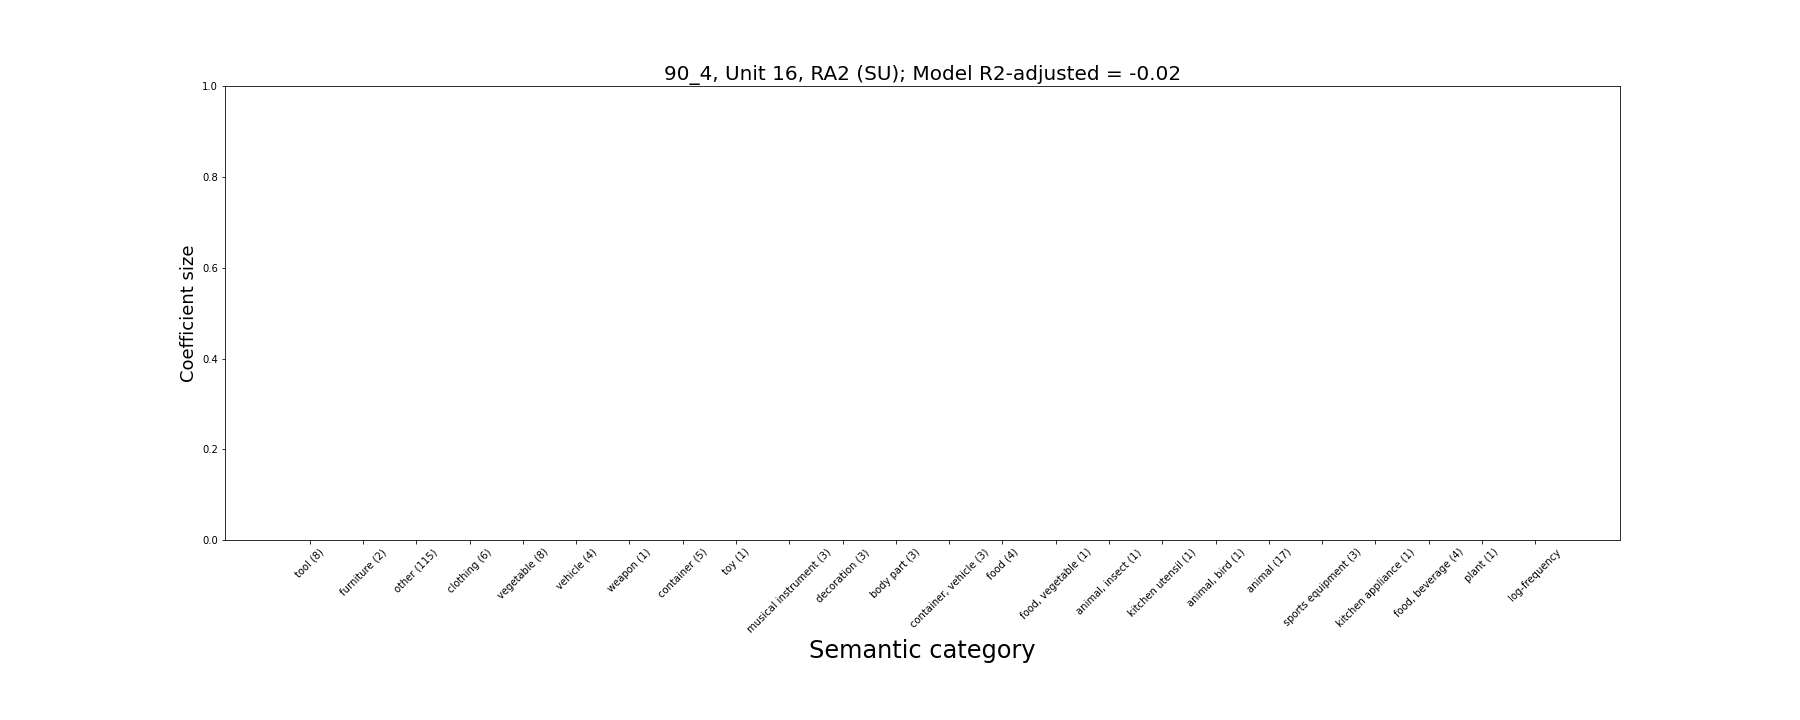 90_4, Unit 16, RA2 (SU); Model R2-adjusted = -0.02
1.0
0.8
0.6
0.4
0.2
0.0
Coefficient size
tool (8)
furniture (2)
other (115)
clothing (6)
vegetable (8)
vehicle (4)
weapon (1)
container (5)
toy (1)
musical instrument (3)
decoration (3)
body part (3)
container, vehicle (3)
food (4)
food, vegetable (1)
animal, insect (1)
kitchen utensil (1)
animal, bird (1)
animal (17)
sports equipment (3)
kitchen appliance (1)
food, beverage (4)
plant (1)
log-frequency
Semantic category